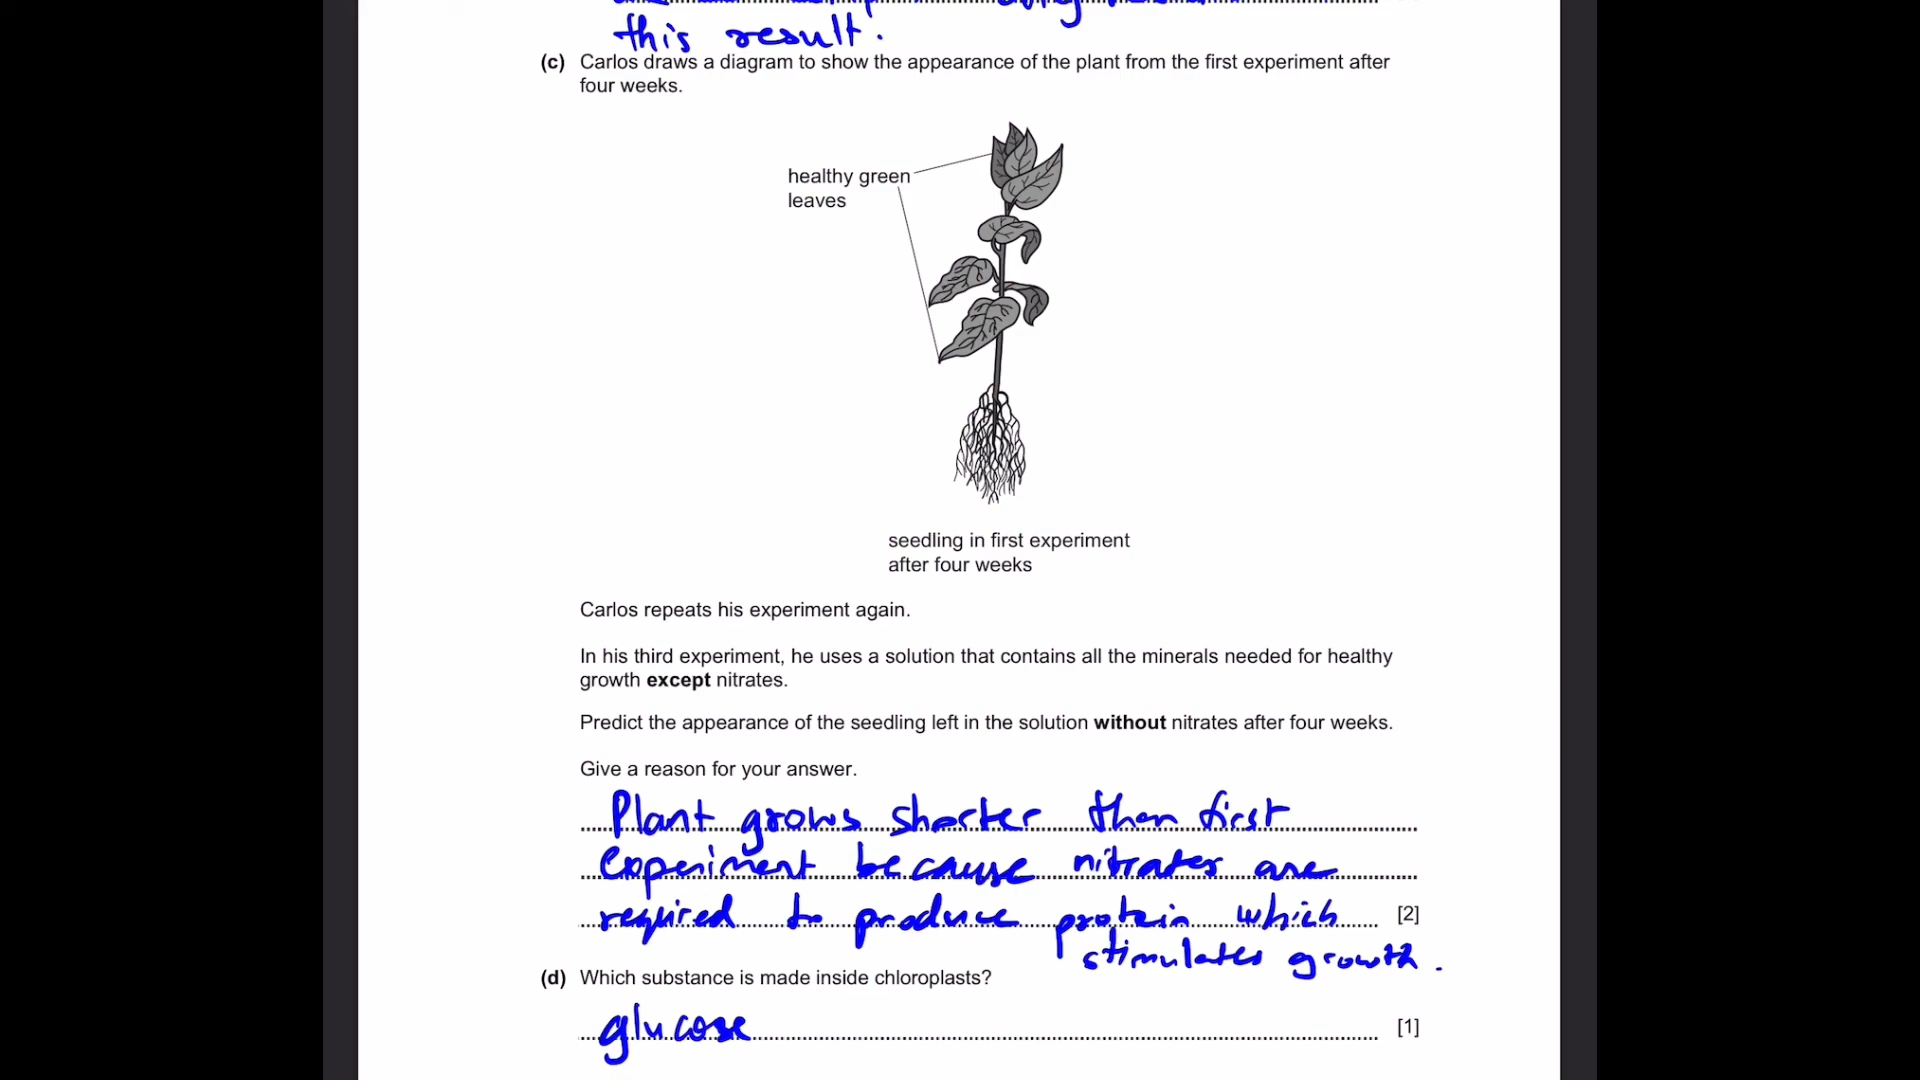 this result.
(c) Carlos draws a diagram to show the appearance of the plant from the first experiment after
four weeks.
healthy green
leaves
seedling in first experiment
after four weeks
Carlos repeats his experiment again.
In his third experiment, he uses a solution that contains all the minerals needed for healthy
growth except nitrates.
Predict the appearance of the seedling left in the solution without nitrates after four weeks.
Give a reason for your answer.
Plant grows shorter then first
experiment because nitrates are
required to produce protein which [2]
stimulates growth.
(d) Which substance is made inside chloroplasts?
glucose [1]